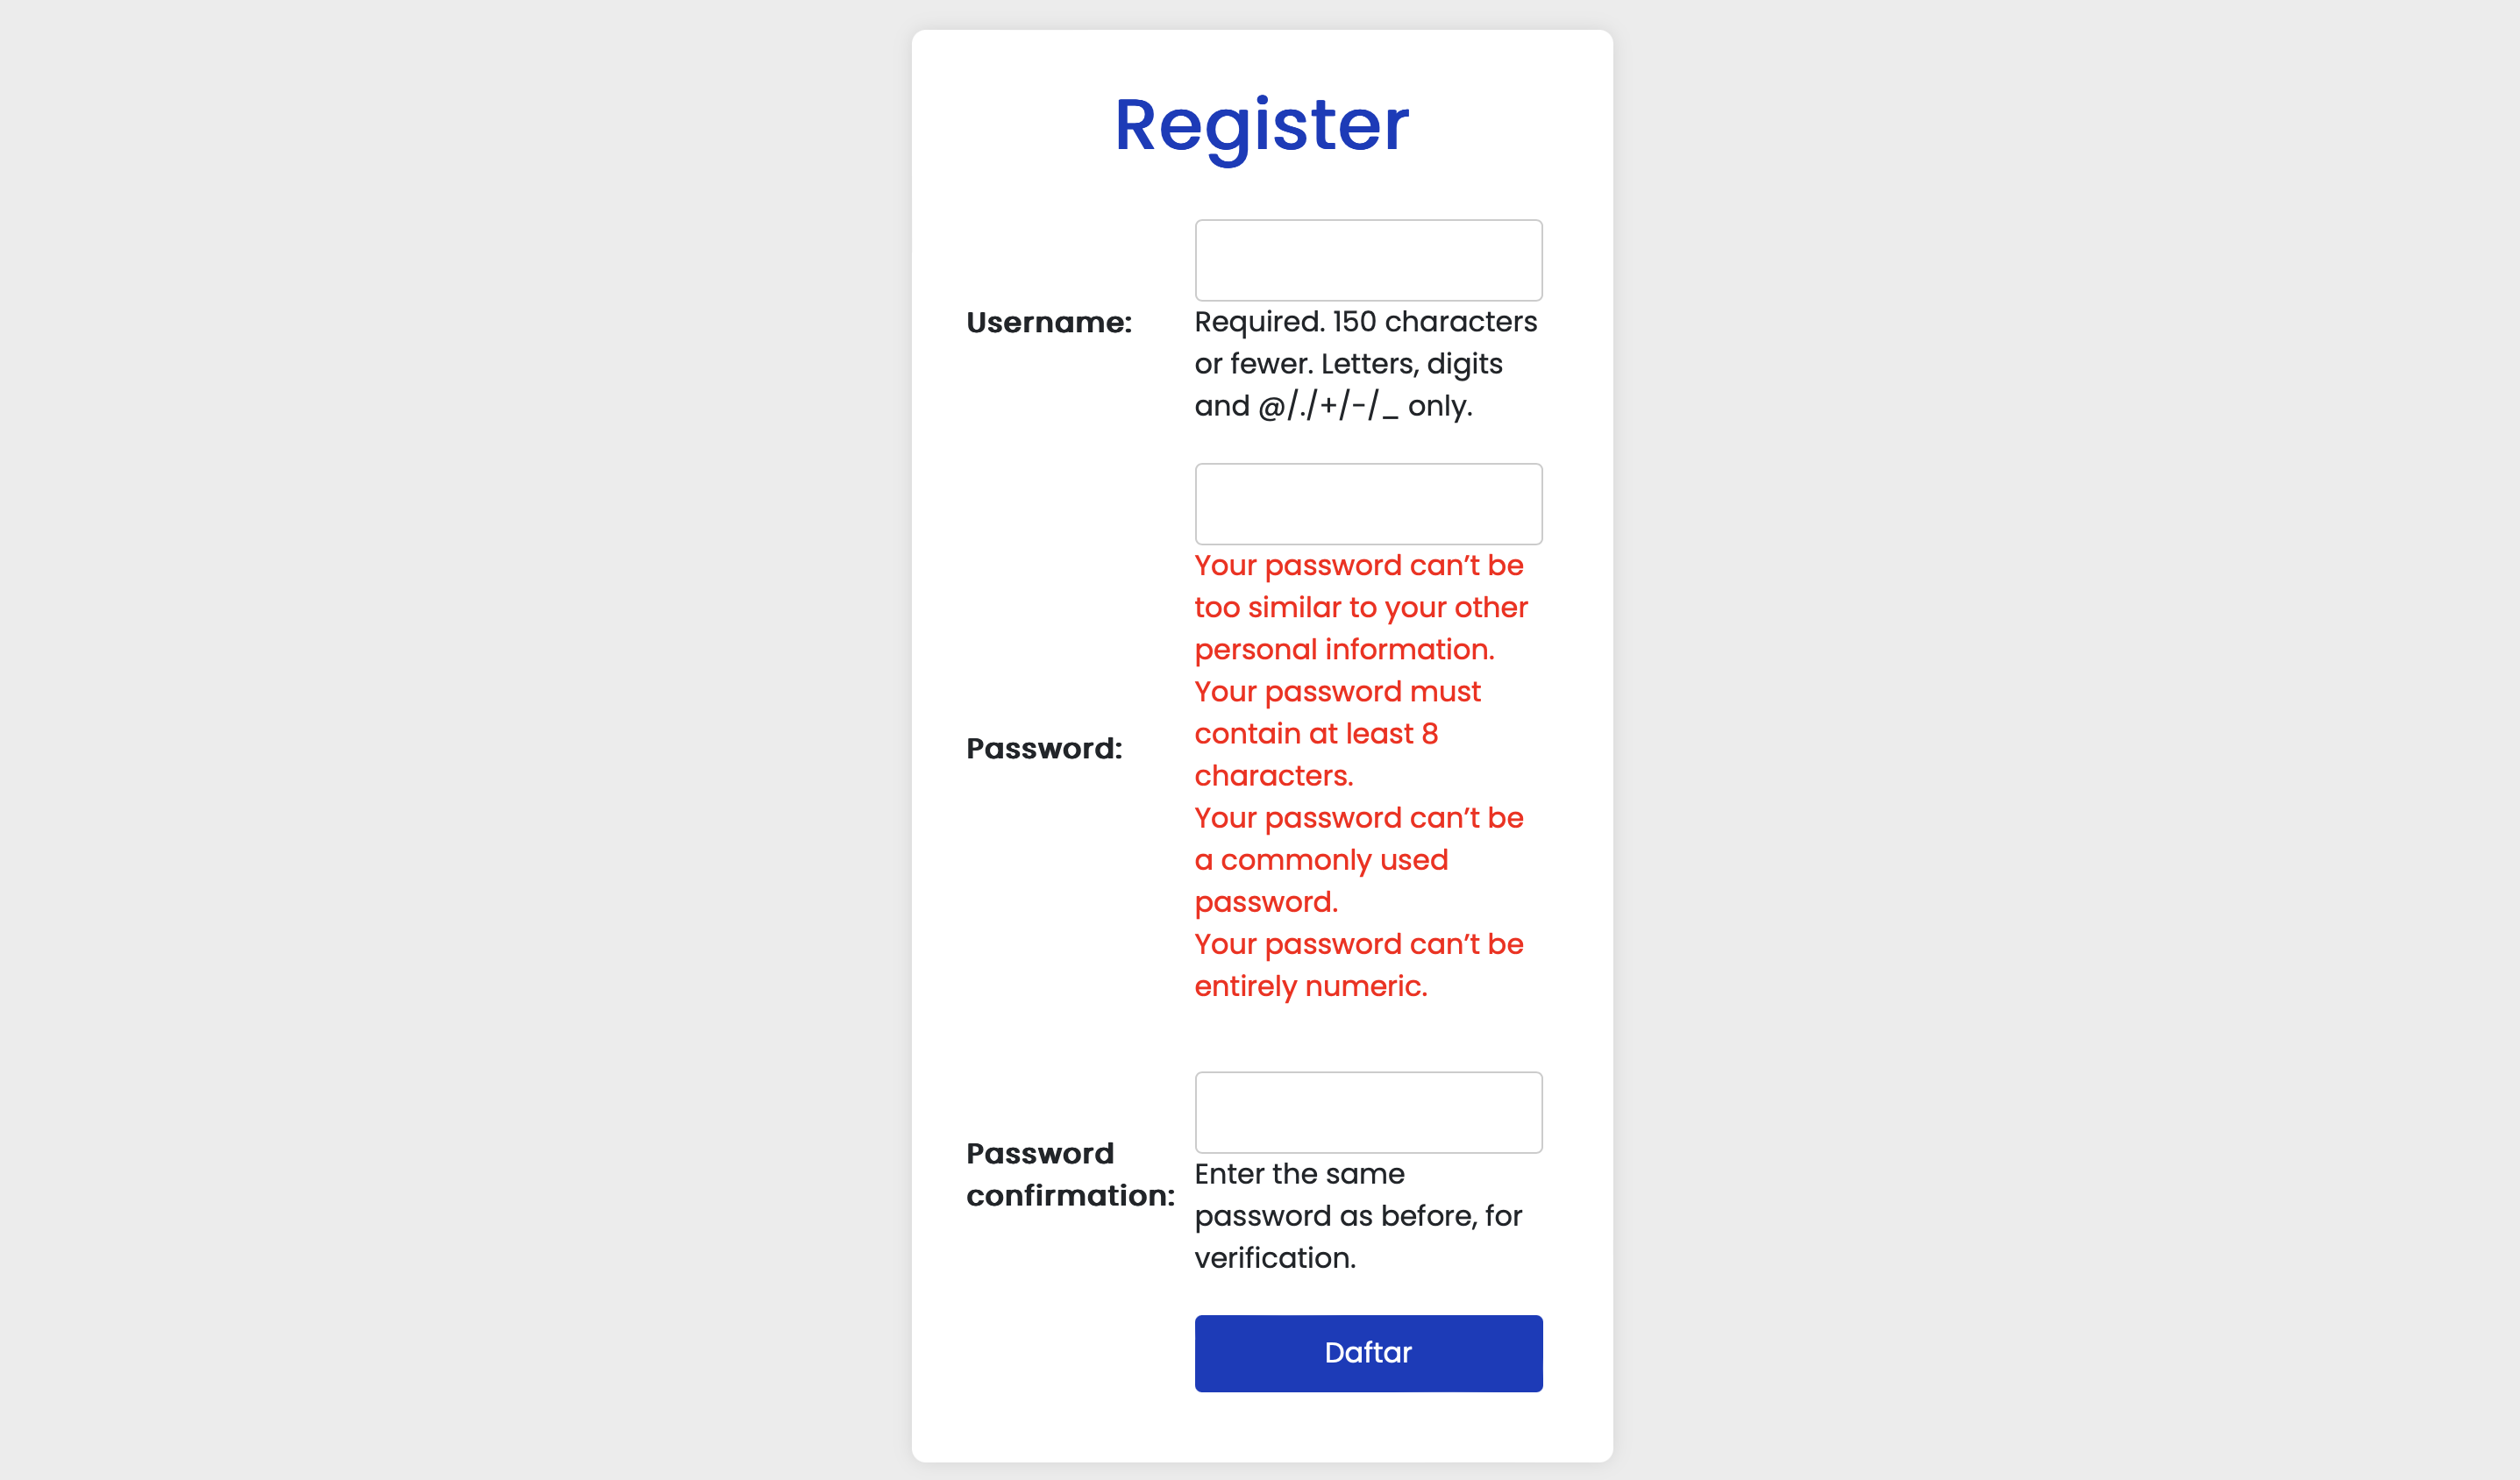 Register
Username:
Required. 150 characters
or fewer. Letters, digits
and @/./+/-/_ only.
Password:
Your password can’t be
too similar to your other
personal information.
Your password must
contain at least 8
characters.
Your password can’t be
a commonly used
password.
Your password can’t be
entirely numeric.
Password
confirmation:
Enter the same
password as before, for
verification.
Daftar